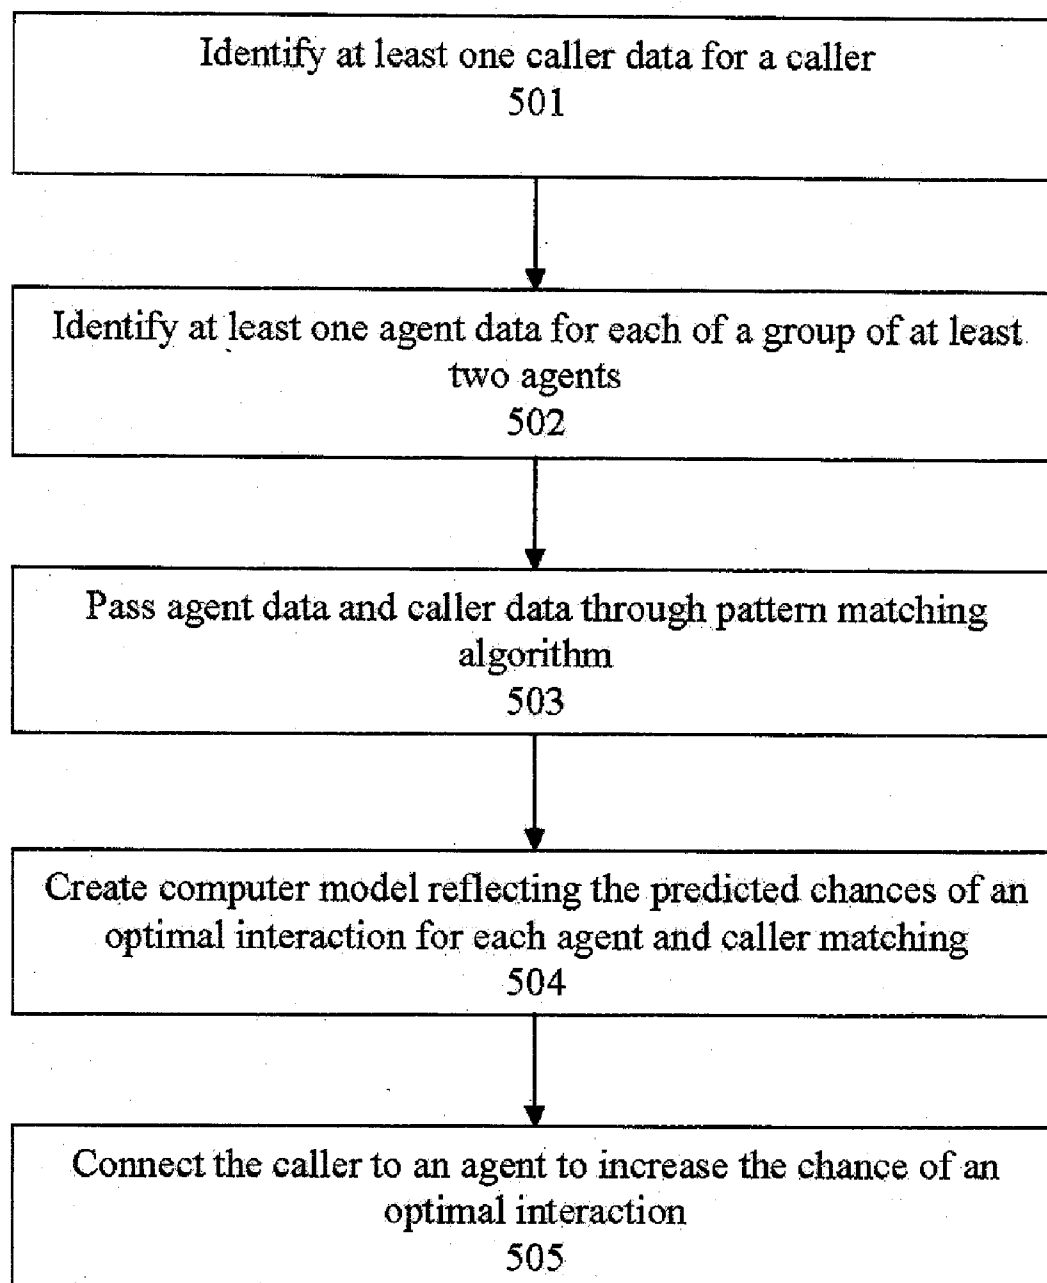 Identify at least one caller data for a caller
501
Identify at least one agent data for each of a group of at least
two agents
502
Pass agent data and caller data through pattern matching
algorithm
503
Create computer model reflecting the predicted chances of an
optimal interaction for each agent and caller matching
504
Connect the caller to an agent to increase the chance of an
optimal interaction
505